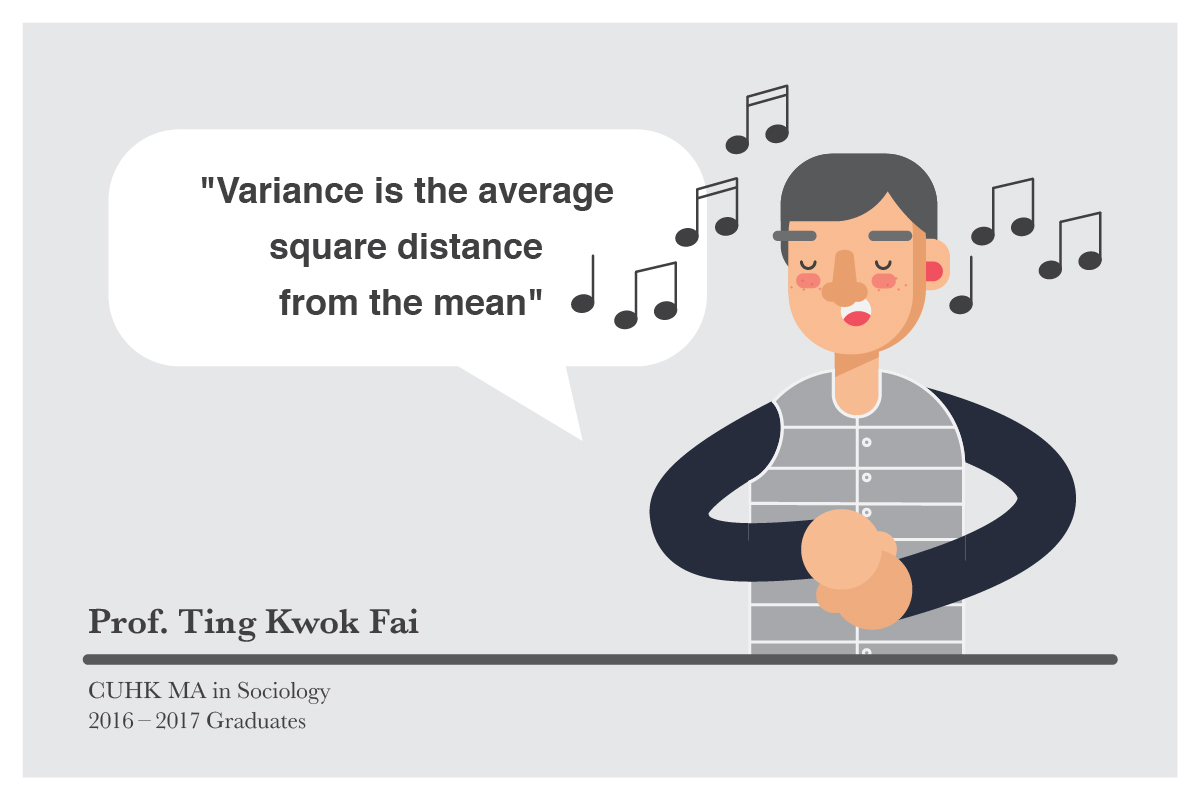 "Variance is the average
square distance
from the mean"
Prof. Ting Kwok Fai
CUHK MA in Sociology
2016–2017 Graduates